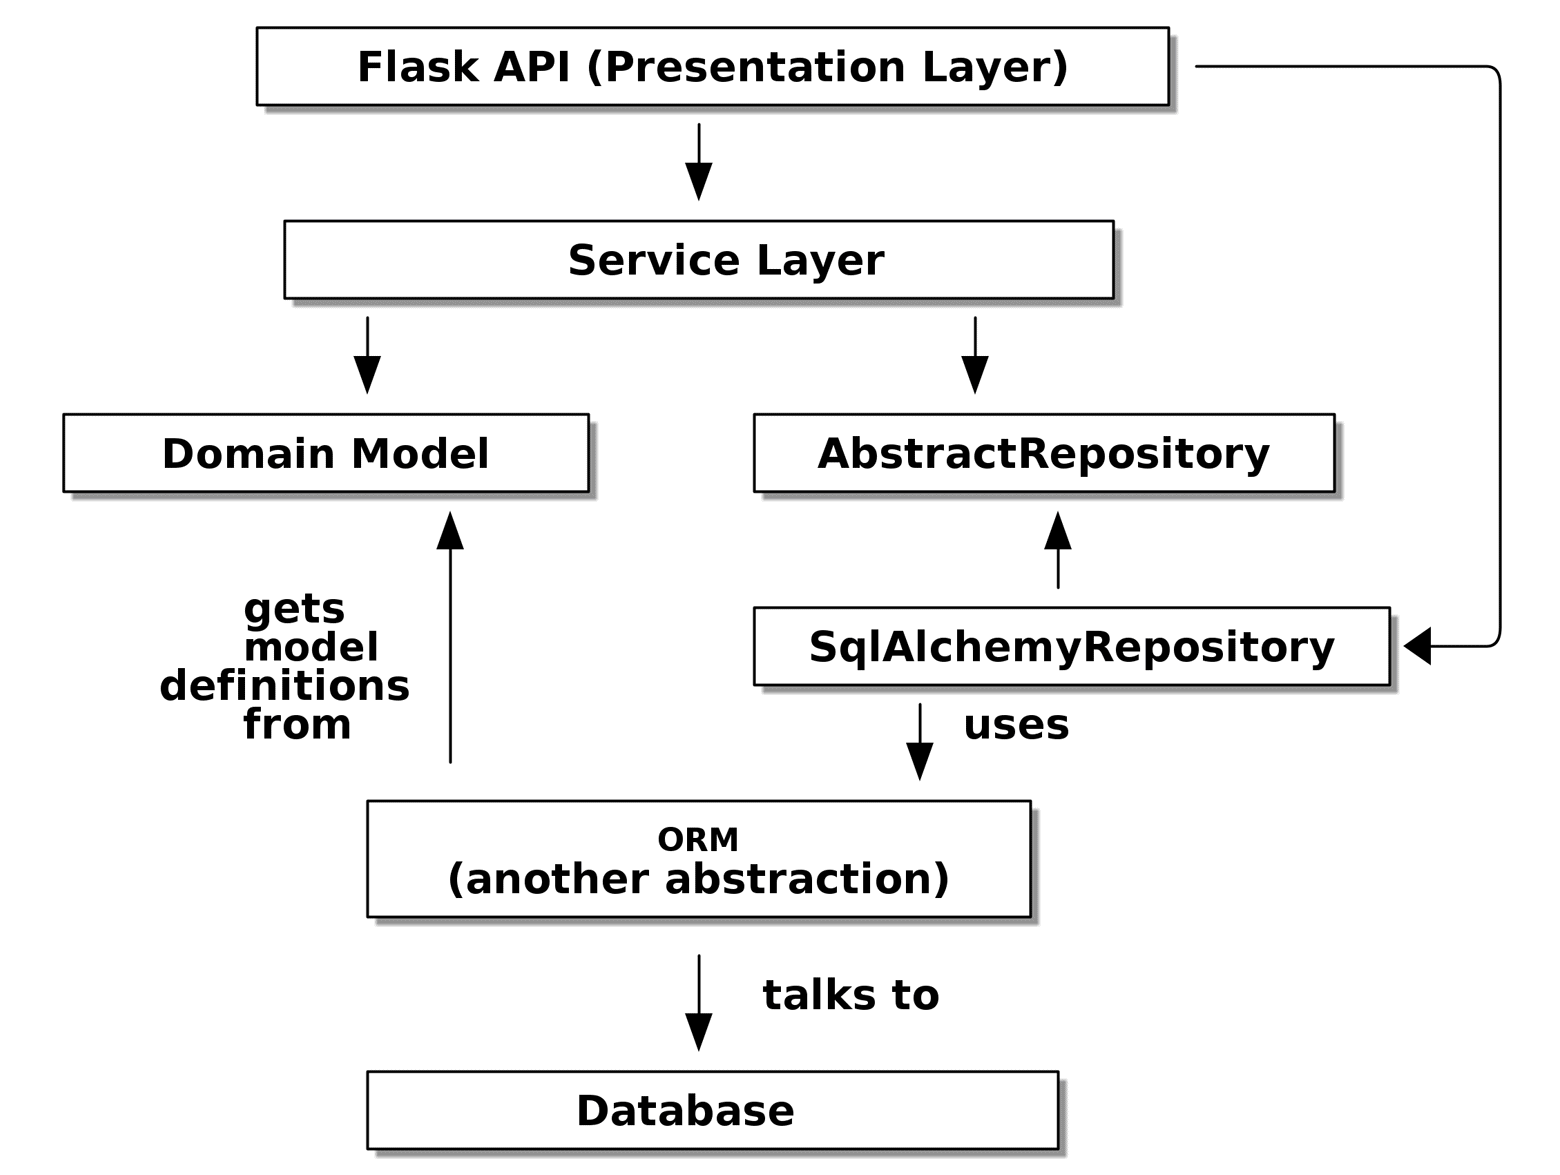 Flask API (Presentation Layer)
Service Layer
Domain Model
AbstractRepository
gets
model
definitions
from
SqlAlchemyRepository
uses
ORM
(another abstraction)
talks to
Database